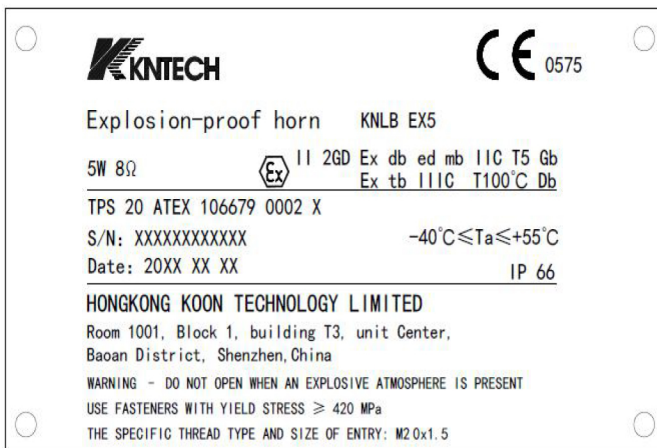 KNTECH
CE 0575
Explosion-proof horn KNLB EX5
5W 8Ω Ex II 2GD Ex db ed mb IIC T5 Gb
Ex tb IIIC T100℃ Db
TPS 20 ATEX 106679 0002 X
S/N: XXXXXXXXXXXX -40℃≤Ta≤+55℃
Date: 20XX XX XX IP 66
HONGKONG KOON TECHNOLOGY LIMITED
Room 1001, Block 1, building T3, unit Center,
Baoan District, Shenzhen,China
WARNING - DO NOT OPEN WHEN AN EXPLOSIVE ATMOSPHERE IS PRESENT
USE FASTENERS WITH YIELD STRESS ≥ 420 MPa
THE SPECIFIC THREAD TYPE AND SIZE OF ENTRY: M20x1.5